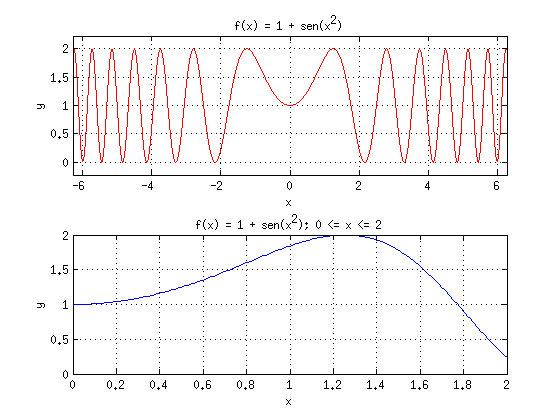 f(x) = 1 + sen(x²)
2
1.5
1
0.5
0
y
-6 -4 -2 0 2 4 6
x
f(x) = 1 + sen(x²); 0 <= x <= 2
2
1.5
1
0.5
0
y
0 0.2 0.4 0.6 0.8 1 1.2 1.4 1.6 1.8 2
x